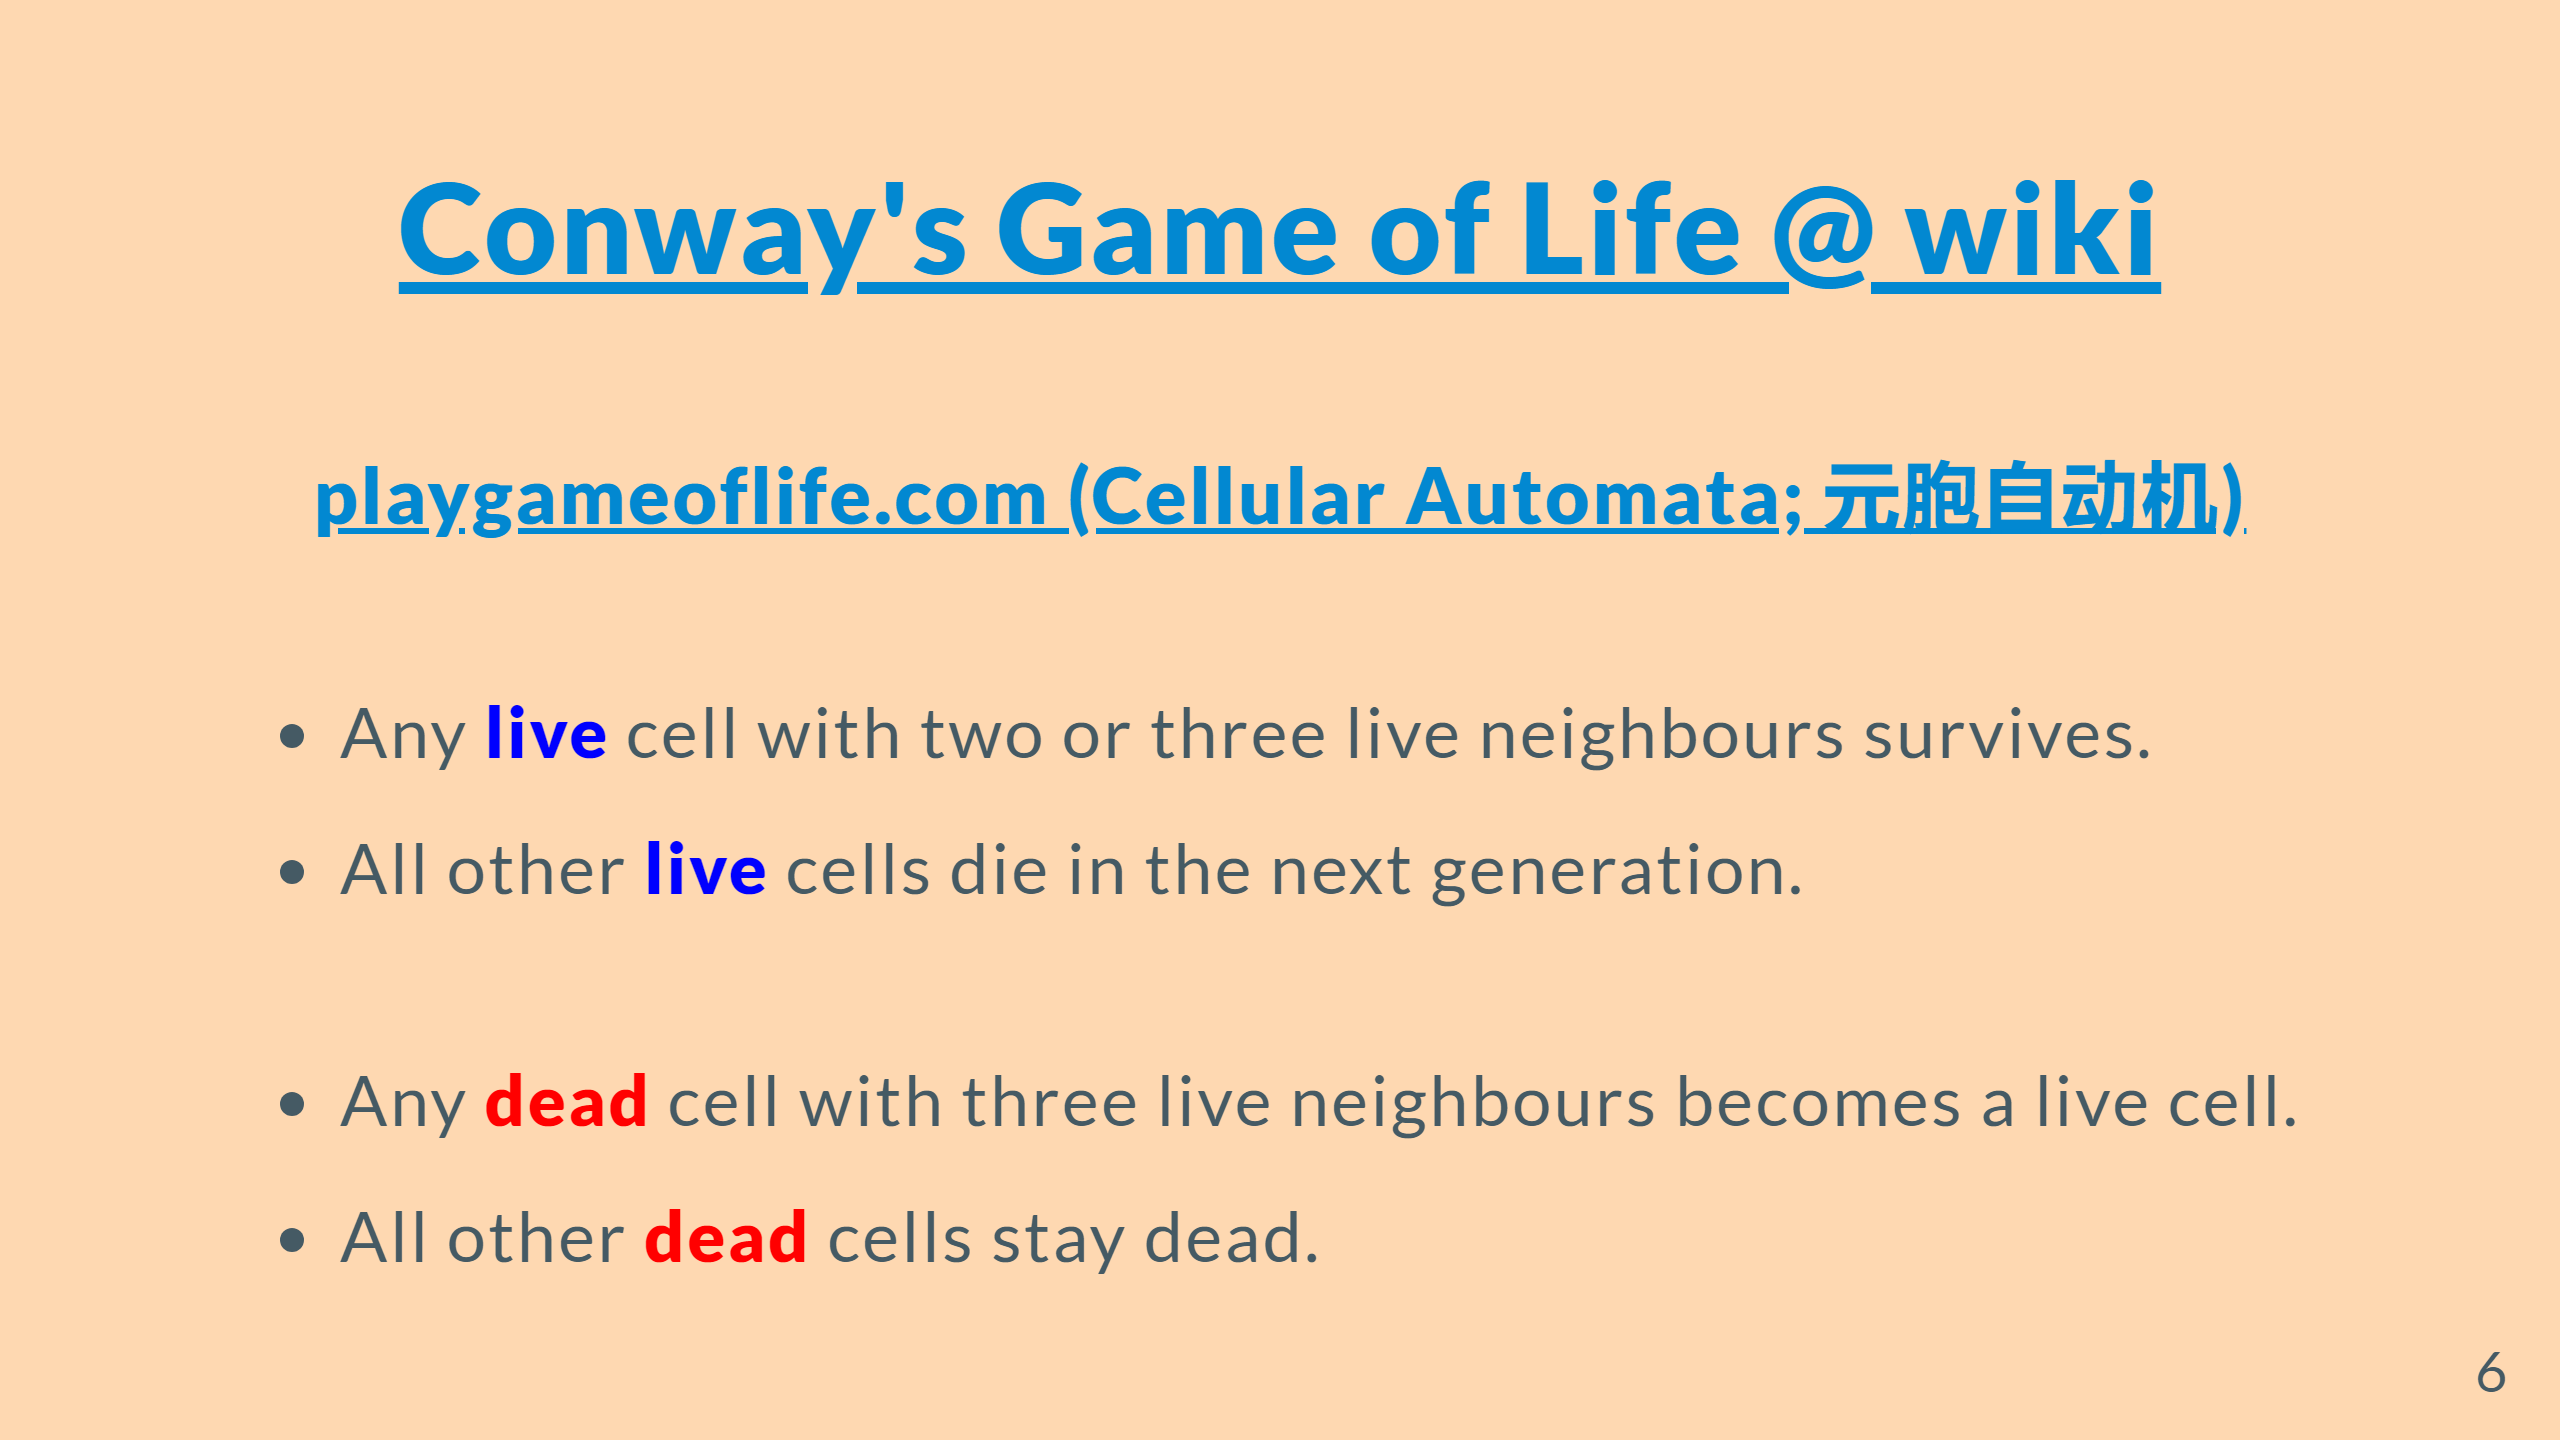 Conway's Game of Life @ wiki
playgameoflife.com (Cellular Automata; 元胞自动机)
• Any live cell with two or three live neighbours survives.
• All other live cells die in the next generation.
• Any dead cell with three live neighbours becomes a live cell.
• All other dead cells stay dead.
6